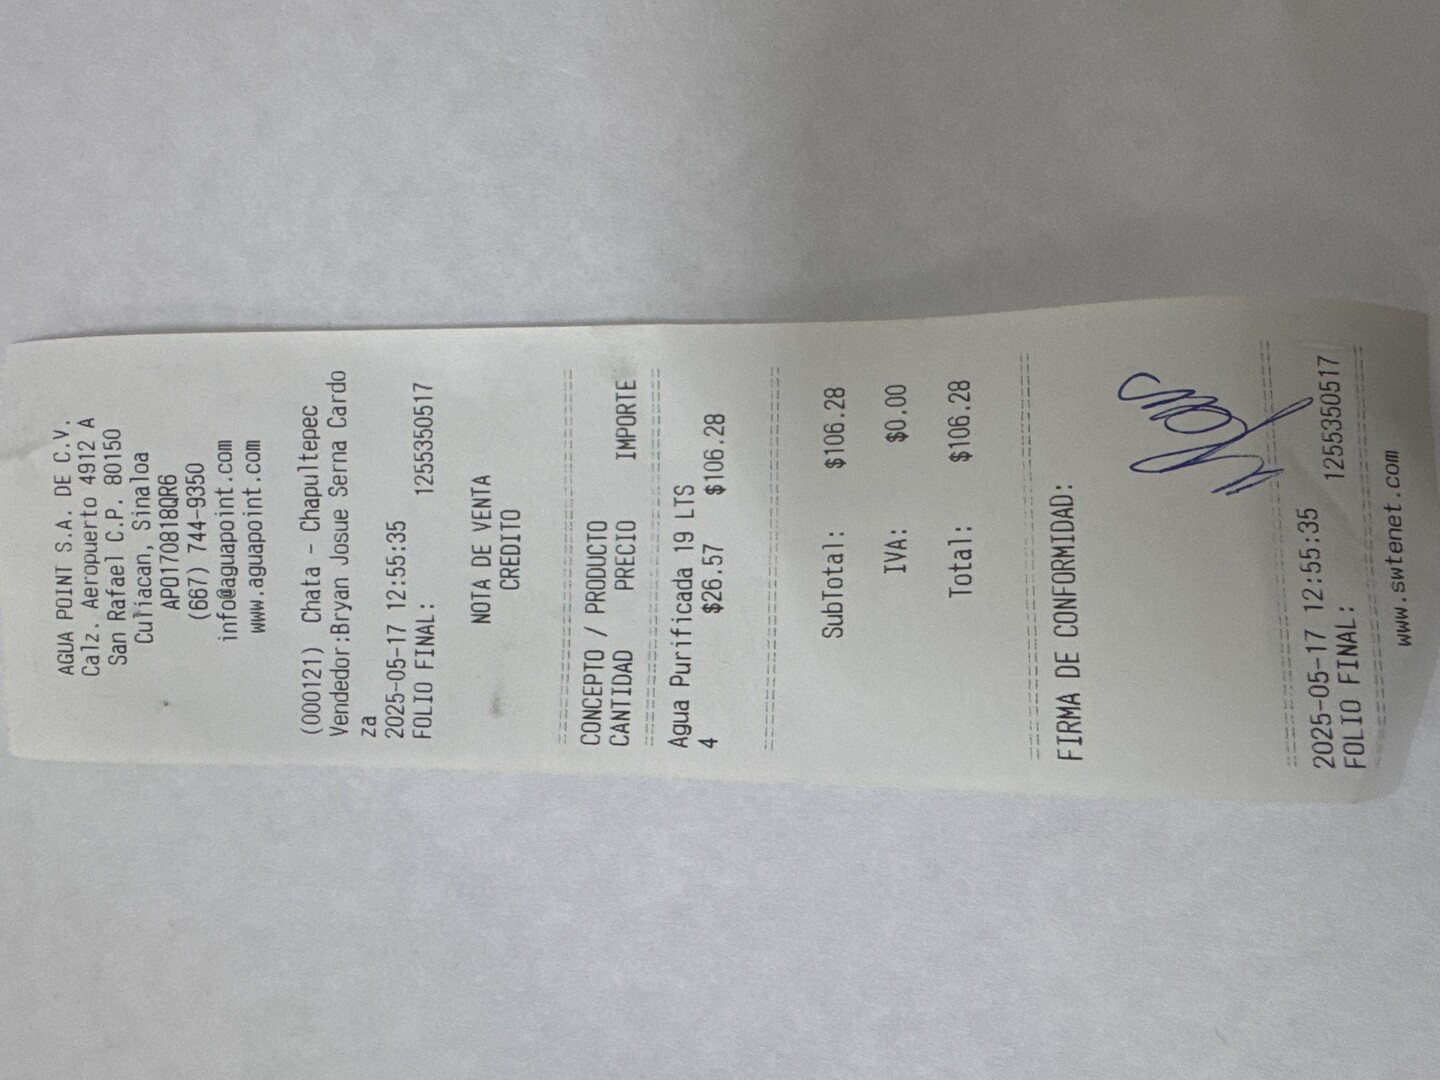 AGUA POINT S.A. DE C.V.
Calz. Aeropuerto 4912 A
San Rafael C.P. 80150
Culiacan, Sinaloa
APO170818QR6
(667) 744-9350
info@aguapoint.com
www.aguapoint.com
(000121) Chata - Chapultepec
Vendedor:Bryan Josue Serna Cardo
za
2025-05-17 12:55:35
FOLIO FINAL: 1255350517
NOTA DE VENTA
CREDITO
================================
CONCEPTO / PRODUCTO
CANTIDAD PRECIO IMPORTE
================================
Agua Purificada 19 LTS
4 $26.57 $106.28
================================
SubTotal: $106.28
IVA: $0.00
Total: $106.28
================================
FIRMA DE CONFORMIDAD:
================================
2025-05-17 12:55:35
FOLIO FINAL: 1255350517
================================
www.swtenet.com